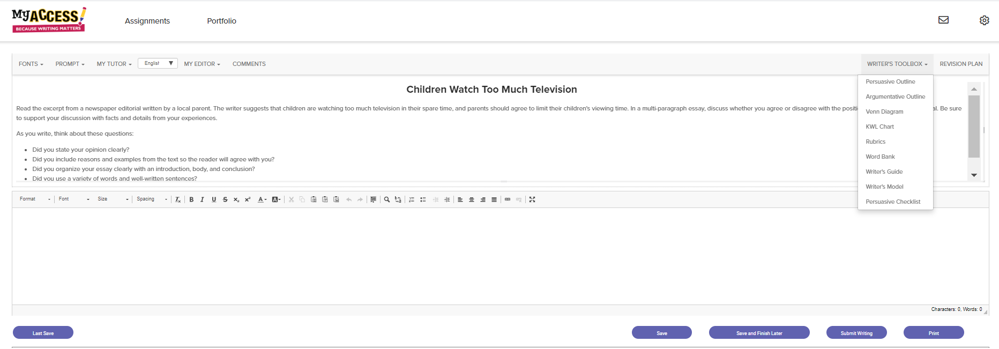 MY ACCESS!
BECAUSE WRITING MATTERS
Assignments
Portfolio
FONTS
PROMPT
MY TUTOR
English
MY EDITOR
COMMENTS
WRITER'S TOOLBOX
REVISION PLAN
Persuasive Outline
Argumentative Outline
Venn Diagram
KWL Chart
Rubrics
Word Bank
Writer's Guide
Writer's Model
Persuasive Checklist
Children Watch Too Much Television
Read the excerpt from a newspaper editorial written by a local parent. The writer suggests that children are watching too much television in their spare time, and parents should agree to limit their children's viewing time. In a multi-paragraph essay, discuss whether you agree or disagree with the positi al. Be sure
to support your discussion with facts and details from your experiences.
As you write, think about these questions:
• Did you state your opinion clearly?
• Did you include reasons and examples from the text so the reader will agree with you?
• Did you organize your essay clearly with an introduction, body, and conclusion?
• Did you use a variety of words and well-written sentences?
Format
Font
Size
Spacing
Characters: 0, Words: 0
Last Save
Save
Save and Finish Later
Submit Writing
Print